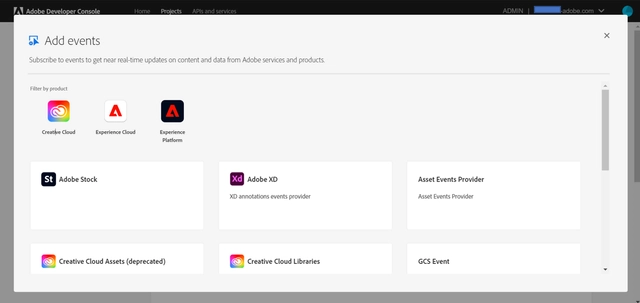 Adobe Developer Console Home Projects APIs and services ADMIN | -adobe.com
Add events
Subscribe to events to get near real-time updates on content and data from Adobe services and products.
Filter by product
Creative Cloud Experience Cloud Experience
Platform
St Adobe Stock Xd Adobe XD Asset Events Provider
XD annotations events provider Asset Events Provider
Creative Cloud Assets (deprecated) Creative Cloud Libraries GCS Event